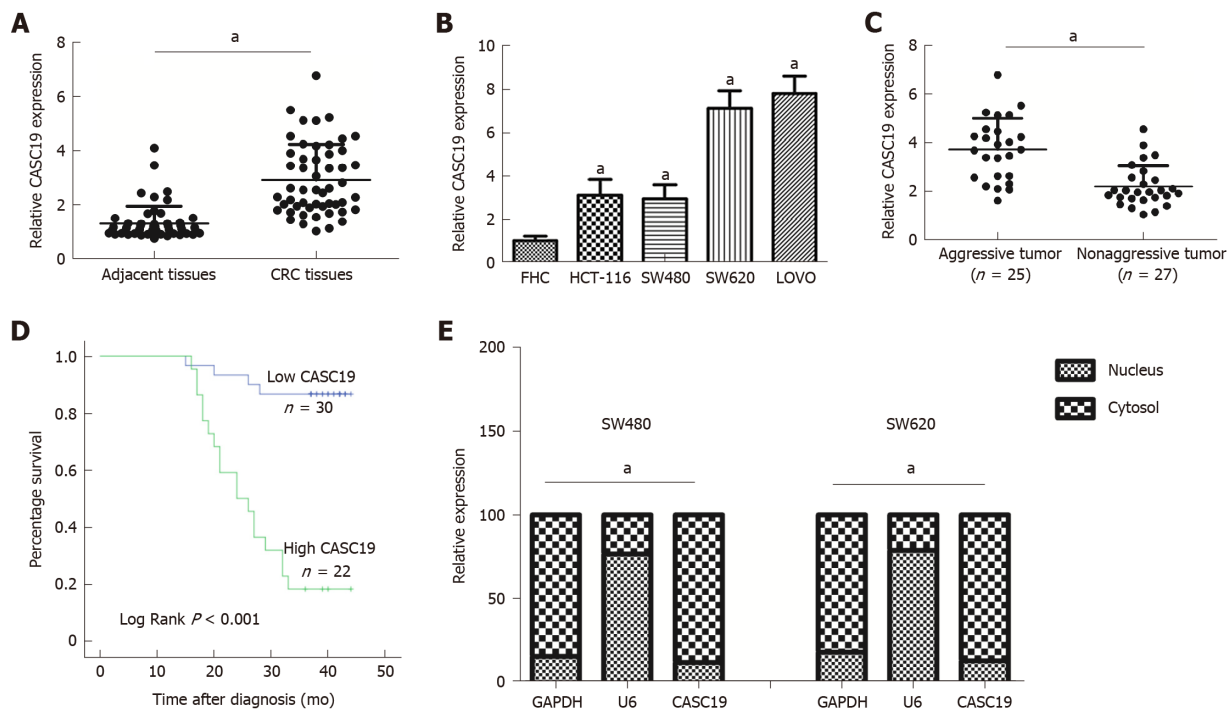 A
a
Relative CASC19 expression
8
6
4
2
0
Adjacent tissues
CRC tissues
B
Relative CASC19 expression
10
8
6
4
2
0
a
a
a
a
FHC
HCT-116
SW480
SW620
LOVO
C
a
Relative CASC19 expression
8
6
4
2
0
Aggressive tumor
(n = 25)
Nonaggressive tumor
(n = 27)
D
Percentage survival
1.0
0.8
0.6
0.4
0.2
0
Low CASC19
n = 30
High CASC19
n = 22
Log Rank P < 0.001
0
10
20
30
40
50
Time after diagnosis (mo)
E
Relative expression
200
150
100
50
0
SW480
a
SW620
a
GAPDH
U6
CASC19
GAPDH
U6
CASC19
Nucleus
Cytosol